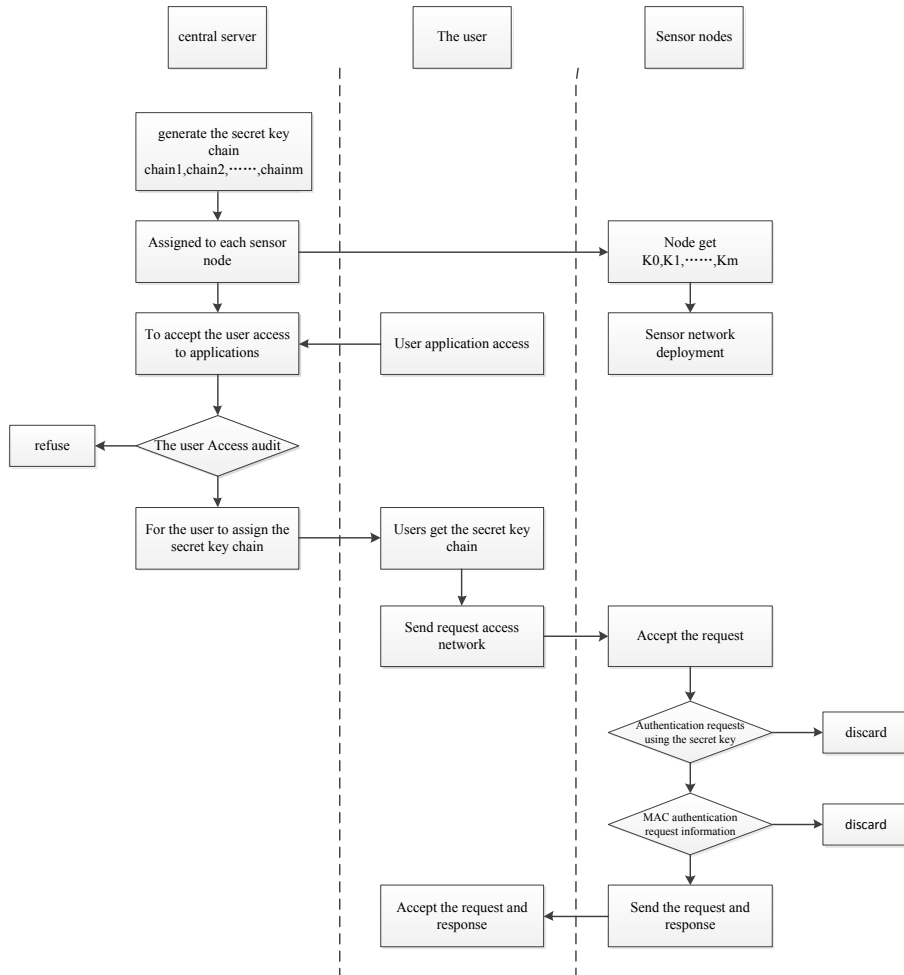 central server
The user
Sensor nodes
generate the secret key
chain
chain1,chain2,……,chainm
Assigned to each sensor
node
Node get
K0,K1,……,Km
To accept the user access
to applications
User application access
Sensor network
deployment
refuse
The user Access audit
For the user to assign the
secret key chain
Users get the secret key
chain
Send request access
network
Accept the request
Authentication requests
using the secret key
discard
MAC authentication
request information
discard
Accept the request and
response
Send the request and
response